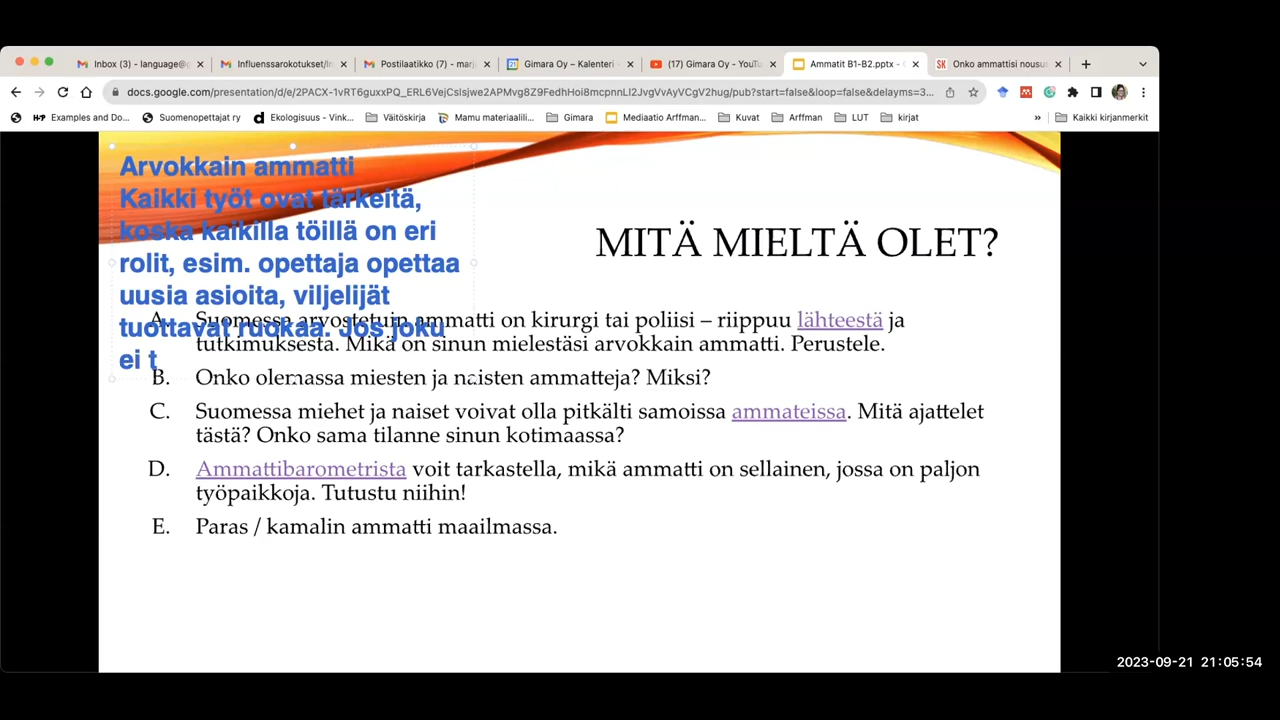 Inbox (3) - language@g
Influenssarokotukset/In
Postilaatikko (7) - marj
Gimara Oy – Kalenteri -
(17) Gimara Oy - YouTu
Ammatit B1-B2.pptx - G
Onko ammattisi nousus
docs.google.com/presentation/d/e/2PACX-1vRT6guxxPQ_ERL6VejCslsjwe2APMvg8Z9FedhHoi8mcpnnLI2JvgVvAyVCgV2hug/pub?start=false&loop=false&delayms=3...
Examples and Do...
Suomenopettajat ry
Ekologisuus - Vink...
Väitöskirja
Mamu materiaalili...
Gimara
Mediaatio Arffman...
Kuvat
Arffman
LUT
kirjat
»
Kaikki kirjanmerkit
Arvokkain ammatti
Kaikki työt ovat tärkeitä,
koska kaikilla töillä on eri
rolit, esim. opettaja opettaa
uusia asioita, viljelijät
tuottavat ruokaa. Jos joku
ei t
MITÄ MIELTÄ OLET?
A. Suomessa arvostetuin ammatti on kirurgi tai poliisi – riippuu lähteestä ja
tutkimuksesta. Mikä on sinun mielestäsi arvokkain ammatti. Perustele.
B. Onko olemassa miesten ja naisten ammatteja? Miksi?
C. Suomessa miehet ja naiset voivat olla pitkälti samoissa ammateissa. Mitä ajattelet
tästä? Onko sama tilanne sinun kotimaassa?
D. Ammattibarometrista voit tarkastella, mikä ammatti on sellainen, jossa on paljon
työpaikkoja. Tutustu niihin!
E. Paras / kamalin ammatti maailmassa.
2023-09-21 21:05:54